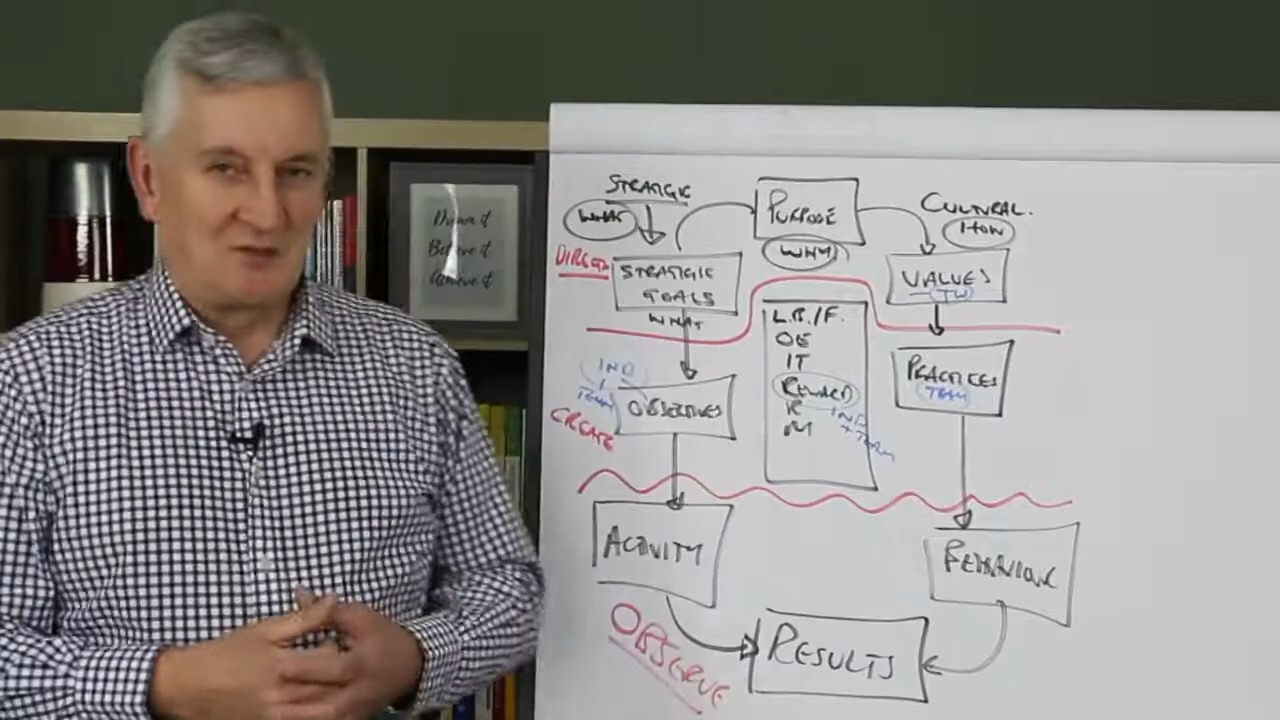 Dream it
Believe it
Achieve it
STRATEGIC
WHAT
PURPOSE
WHY
CULTURAL.
HOW
DIRECT
STRATEGIC
GOALS
WHAT
VALUES
L.B./F.
OE
IT
REWARD
R
M
IND
+ TEAM
PRACTICES
TEAM
IND
/
TEAM
OBJECTIVES
CREATE
ACTIVITY
BEHAVIOUR
OBSERVE
RESULTS